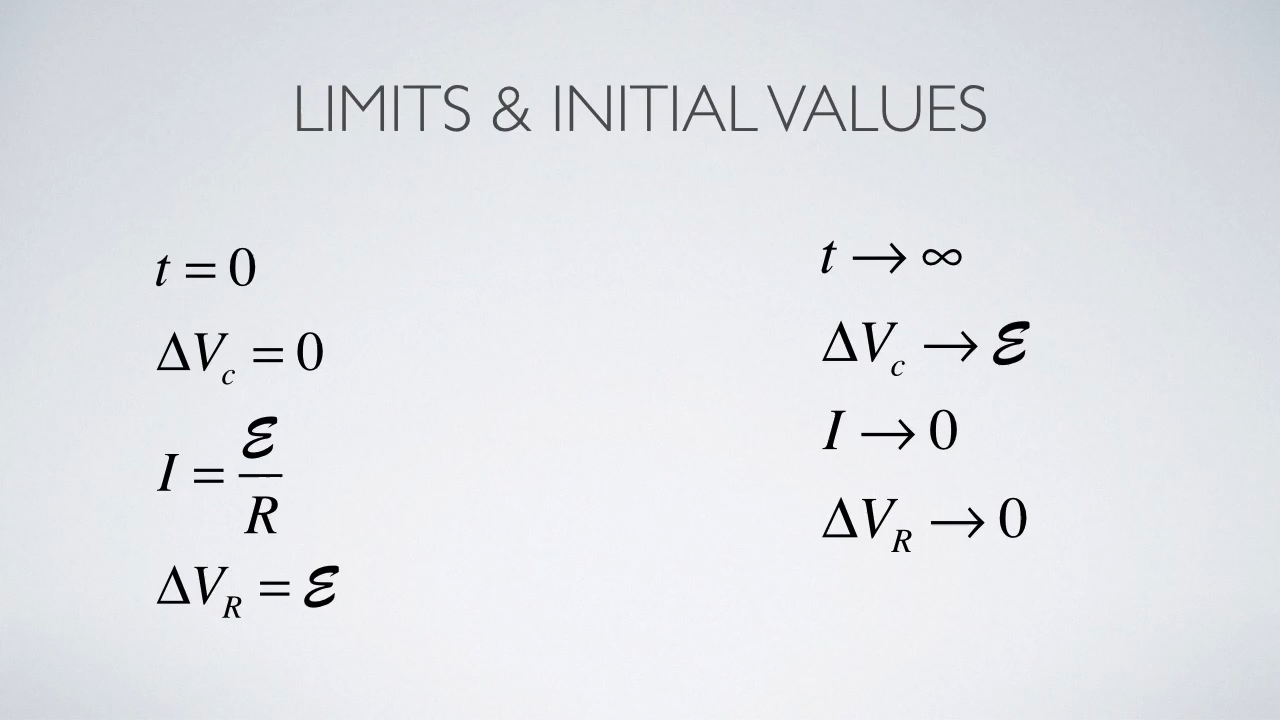 LIMITS & INITIAL VALUES
t = 0
ΔV_c = 0
I = ℰ/R
ΔV_R = ℰ
t → ∞
ΔV_c → ℰ
I → 0
ΔV_R → 0